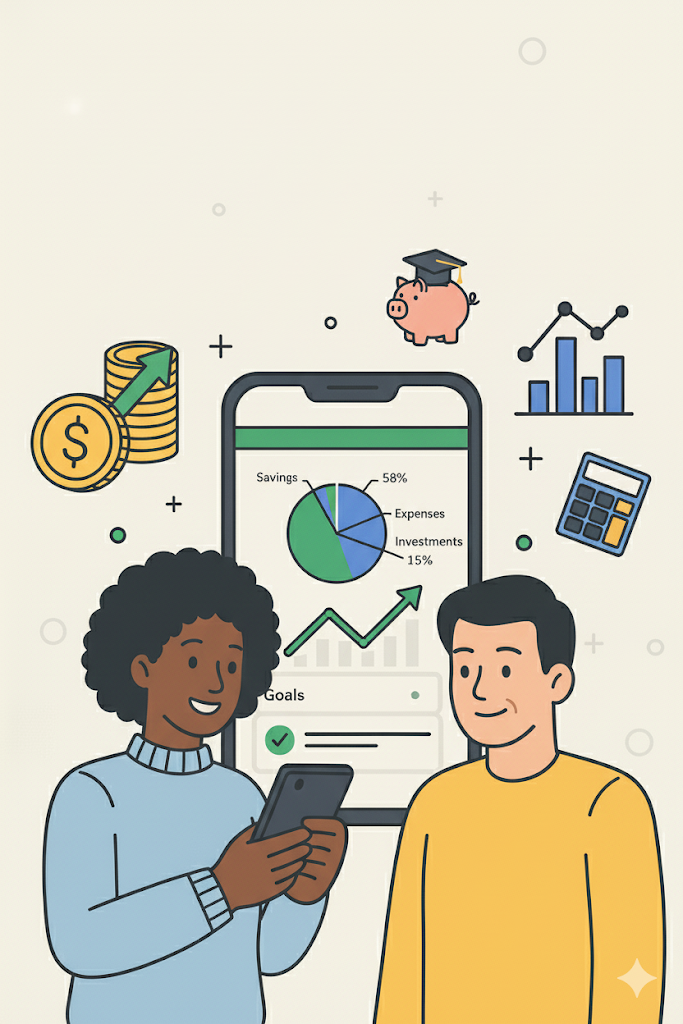 $
Savings
58%
Expenses
Investments
15%
Goals